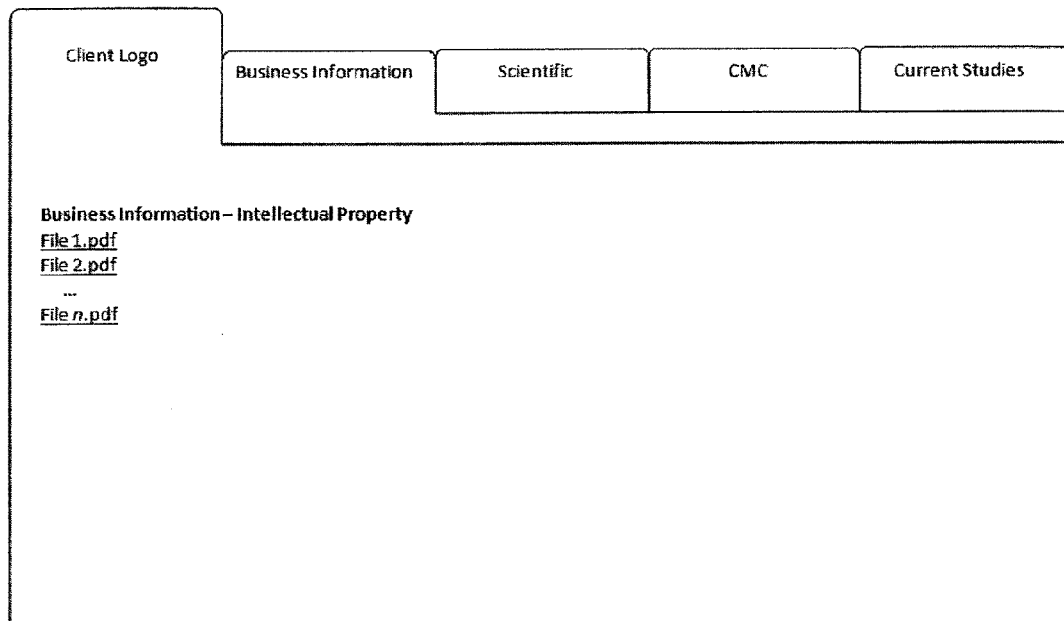 Client Logo
Business Information
Scientific
CMC
Current Studies
Business Information – Intellectual Property
File 1.pdf
File 2.pdf
...
File n.pdf